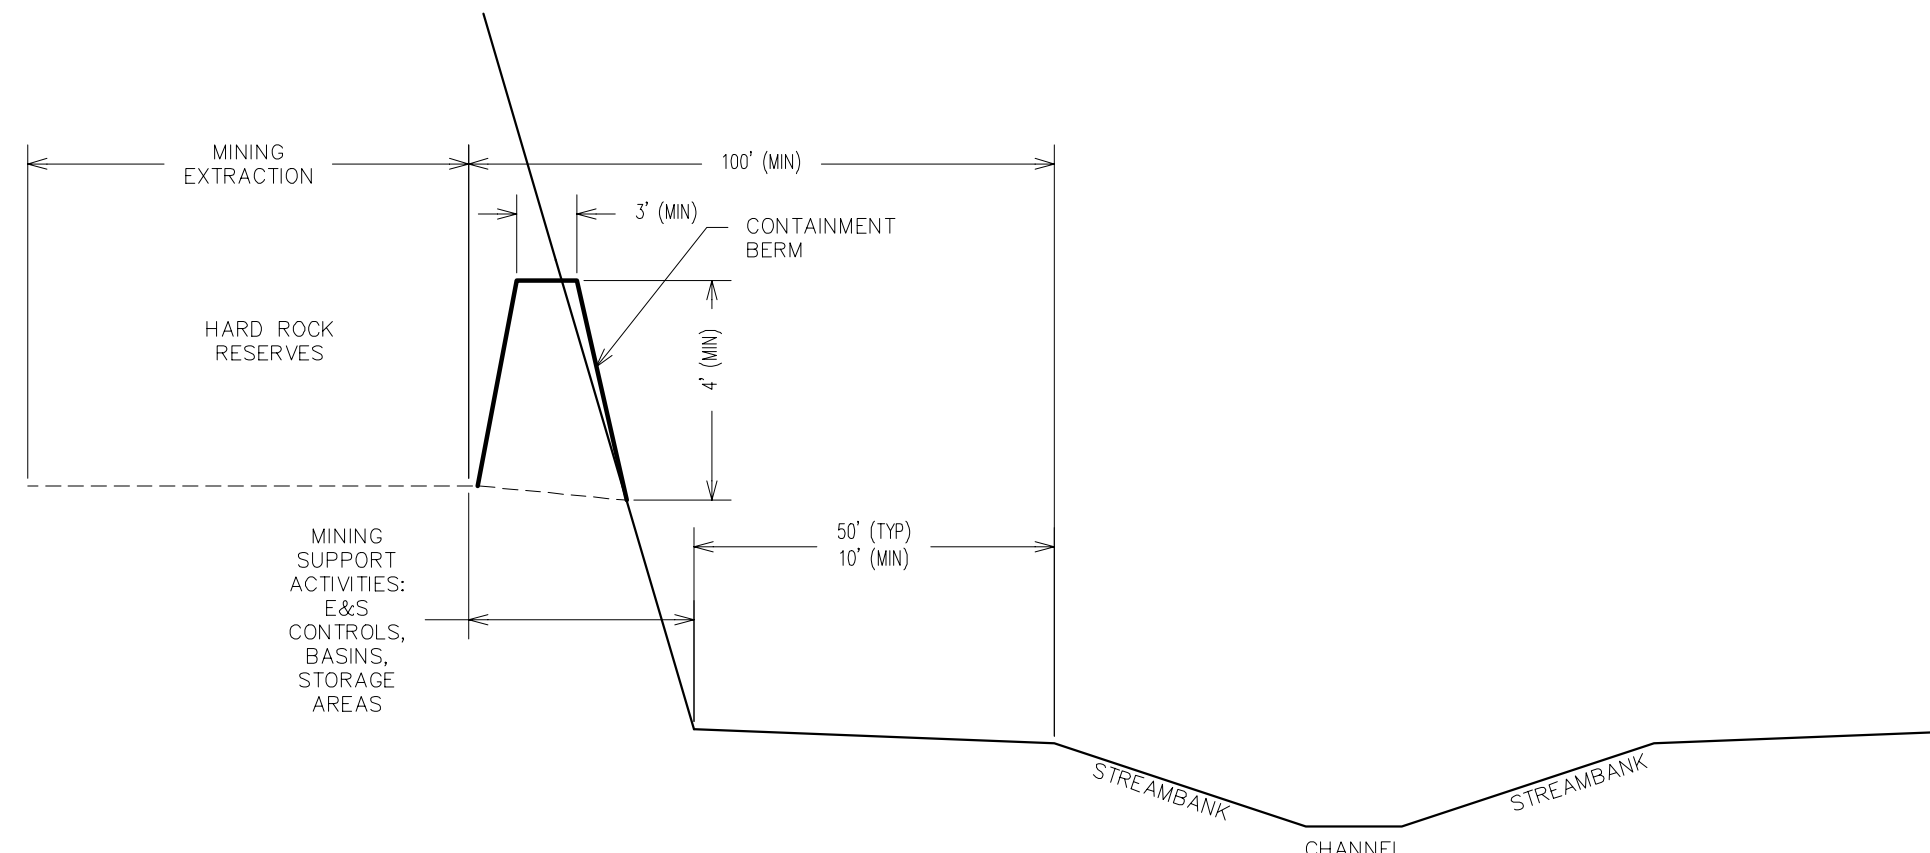 MINING
EXTRACTION
100' (MIN)
3' (MIN)
CONTAINMENT
BERM
HARD ROCK
RESERVES
4' (MIN)
MINING
SUPPORT
ACTIVITIES:
E&S
CONTROLS,
BASINS,
STORAGE
AREAS
50' (TYP)
10' (MIN)
STREAMBANK
STREAMBANK
CHANNEL